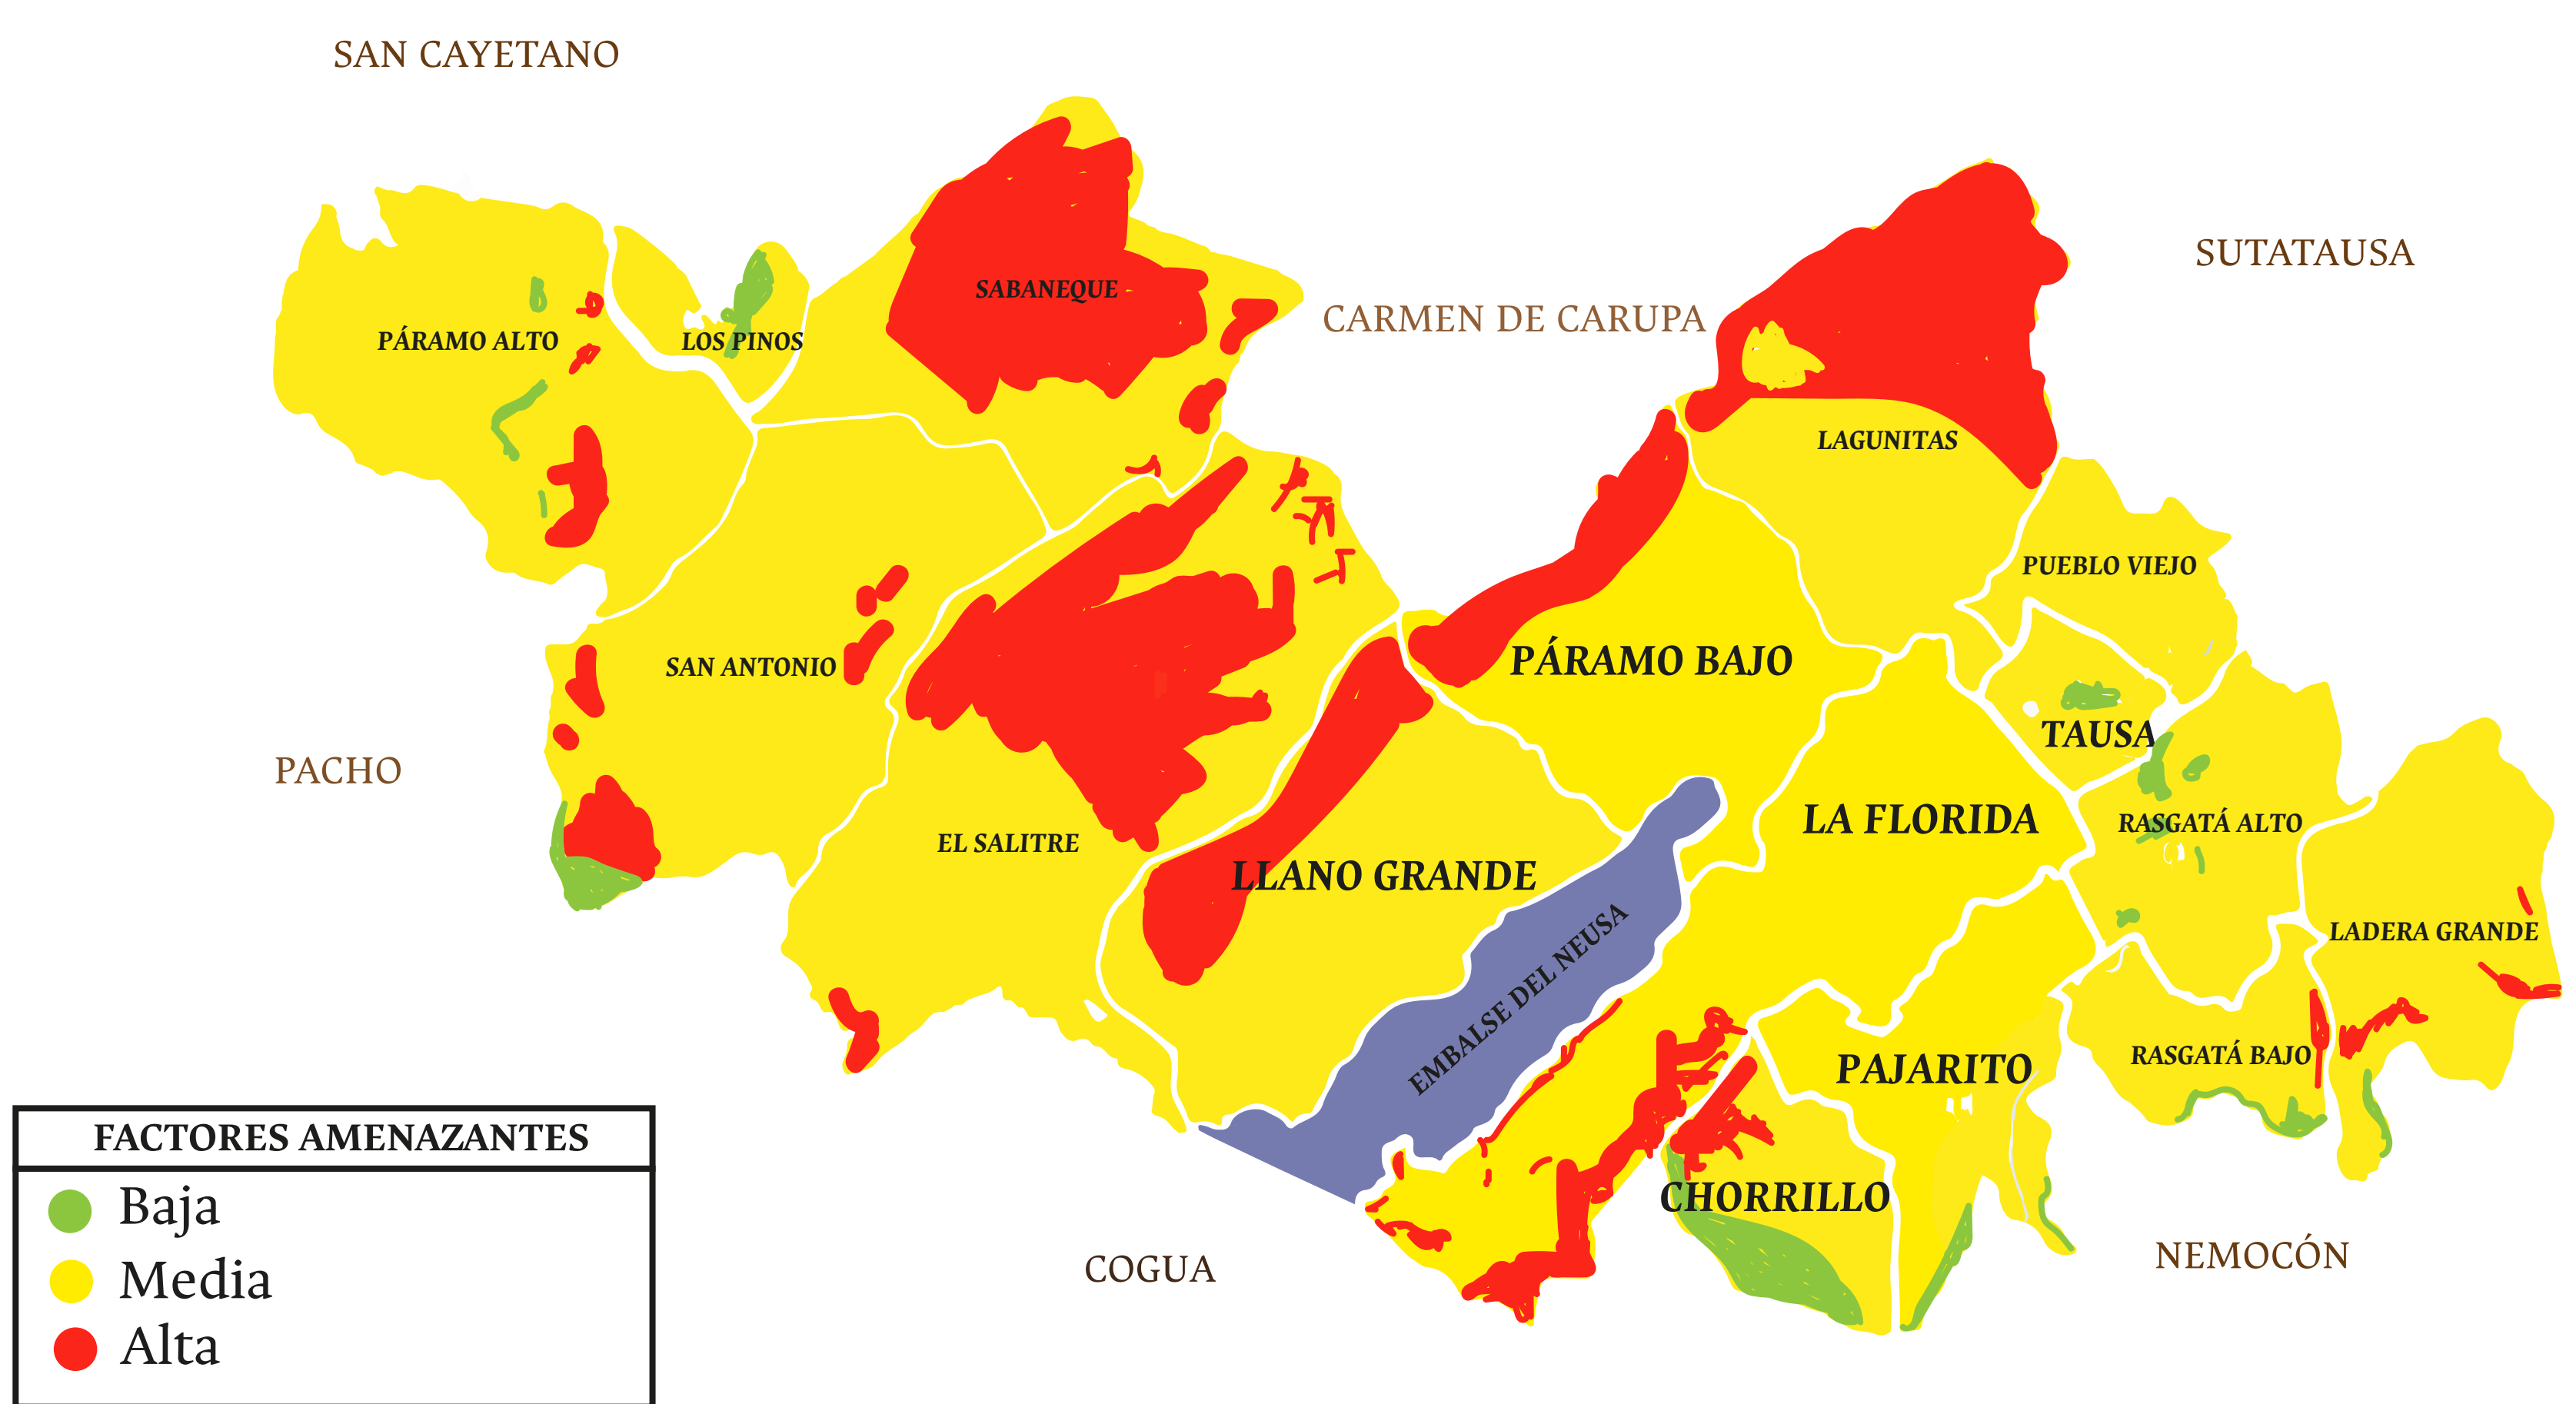 SAN CAYETANO
SUTATAUSA
SABANEQUE
CARMEN DE CARUPA
PÁRAMO ALTO
LOS PINOS
LAGUNITAS
PUEBLO VIEJO
SAN ANTONIO
PÁRAMO BAJO
TAUSA
PACHO
LA FLORIDA
RASGATÁ ALTO
EL SALITRE
LLANO GRANDE
LADERA GRANDE
EMBALSE DEL NEUSA
RASGATÁ BAJO
PAJARITO
CHORRILLO
NEMOCÓN
COGUA
FACTORES AMENAZANTES
Baja
Media
Alta